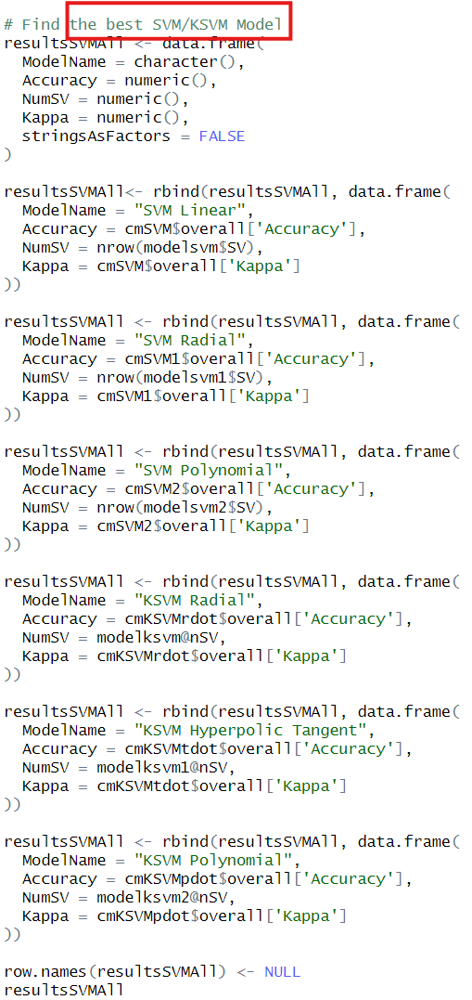 # Find the best SVM/KSVM Model
resultsSVMAll <- data.frame(
  ModelName = character(),
  Accuracy = numeric(),
  NumSV = numeric(),
  Kappa = numeric(),
  stringsAsFactors = FALSE
)
resultsSVMAll<- rbind(resultsSVMAll, data.frame(
  ModelName = "SVM Linear",
  Accuracy = cmSVM$overall['Accuracy'],
  NumSV = nrow(modelsvm$SV),
  Kappa = cmSVM$overall['Kappa']
))
resultsSVMAll <- rbind(resultsSVMAll, data.frame(
  ModelName = "SVM Radial",
  Accuracy = cmSVM1$overall['Accuracy'],
  NumSV = nrow(modelsvm1$SV),
  Kappa = cmSVM1$overall['Kappa']
))
resultsSVMAll <- rbind(resultsSVMAll, data.frame(
  ModelName = "SVM Polynomial",
  Accuracy = cmSVM2$overall['Accuracy'],
  NumSV = nrow(modelsvm2$SV),
  Kappa = cmSVM2$overall['Kappa']
))
resultsSVMAll <- rbind(resultsSVMAll, data.frame(
  ModelName = "KSVM Radial",
  Accuracy = cmKSVMrdot$overall['Accuracy'],
  NumSV = modelksvm@nSV,
  Kappa = cmKSVMrdot$overall['Kappa']
))
resultsSVMAll <- rbind(resultsSVMAll, data.frame(
  ModelName = "KSVM Hyperpolic Tangent",
  Accuracy = cmKSVMtdot$overall['Accuracy'],
  NumSV = modelksvm1@nSV,
  Kappa = cmKSVMtdot$overall['Kappa']
))
resultsSVMAll <- rbind(resultsSVMAll, data.frame(
  ModelName = "KSVM Polynomial",
  Accuracy = cmKSVMpdot$overall['Accuracy'],
  NumSV = modelksvm2@nSV,
  Kappa = cmKSVMpdot$overall['Kappa']
))
row.names(resultsSVMAll) <- NULL
resultsSVMAll